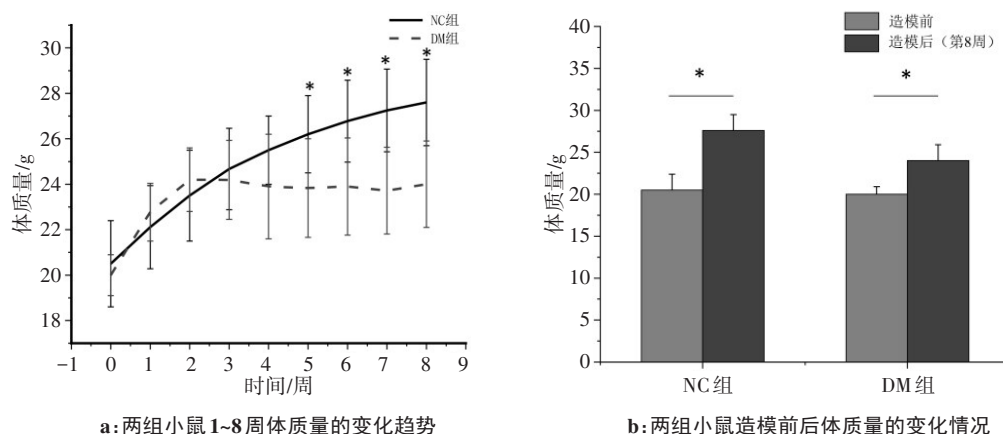 NC组
DM组
*
*
*
*
28
26
24
22
20
18
体质量/g
-1
0
1
2
3
4
5
6
7
8
9
时间/周
a:两组小鼠1~8周体质量的变化趋势
造模前
造模后（第8周）
40
35
30
25
20
15
10
5
0
体质量/g
*
*
NC组
DM组
b:两组小鼠造模前后体质量的变化情况